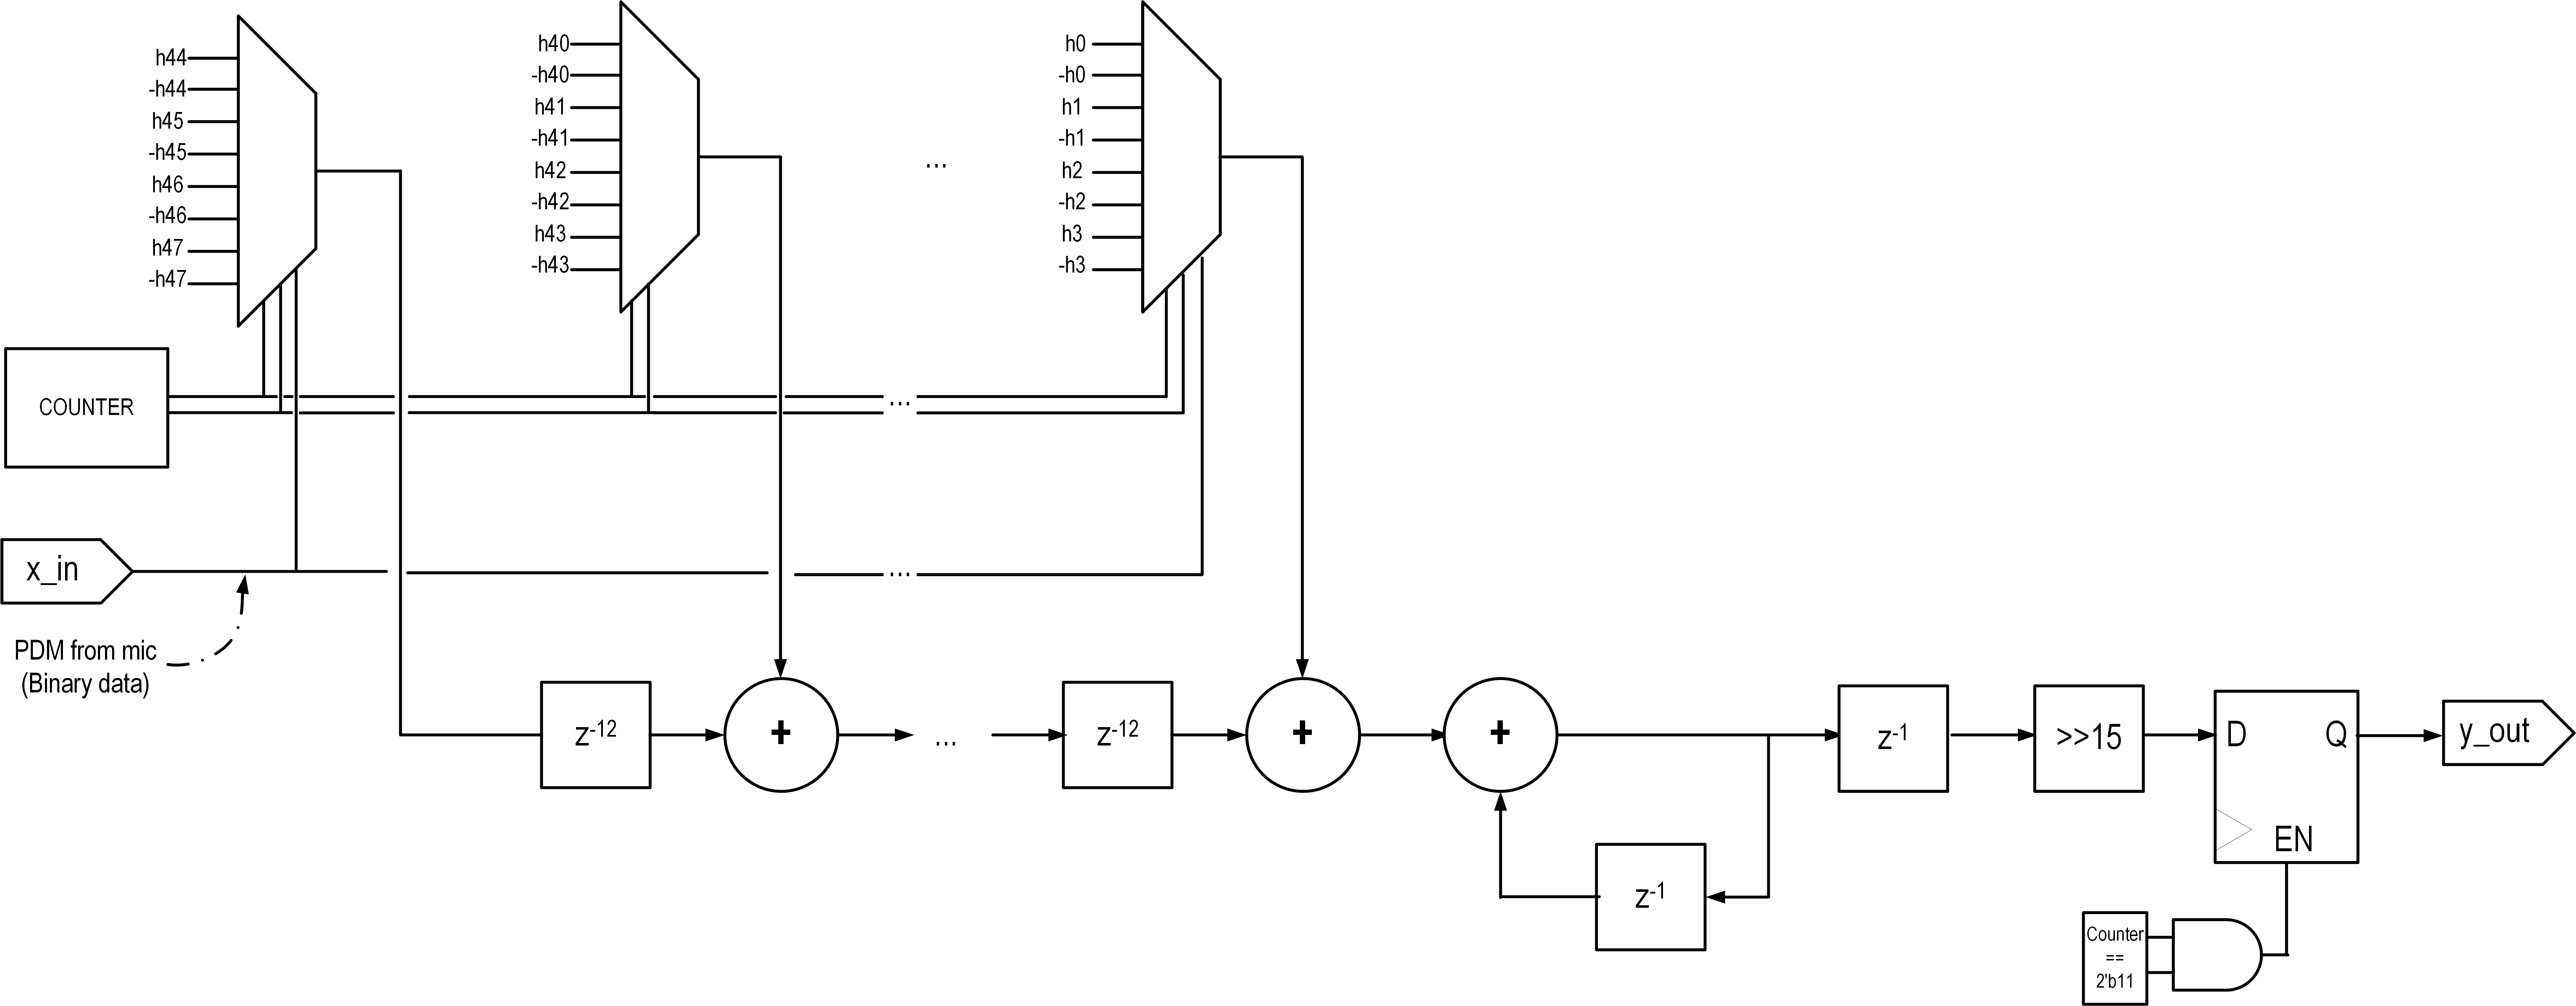 h44
-h44
h45
-h45
h46
-h46
h47
-h47
h40
-h40
h41
-h41
h42
-h42
h43
-h43
...
h0
-h0
h1
-h1
h2
-h2
h3
-h3
COUNTER
...
x_in
...
PDM from mic
(Binary data)
z-12
+
...
z-12
+
+
z-1
>>15
D
Q
EN
y_out
z-1
Counter
==
2'b11